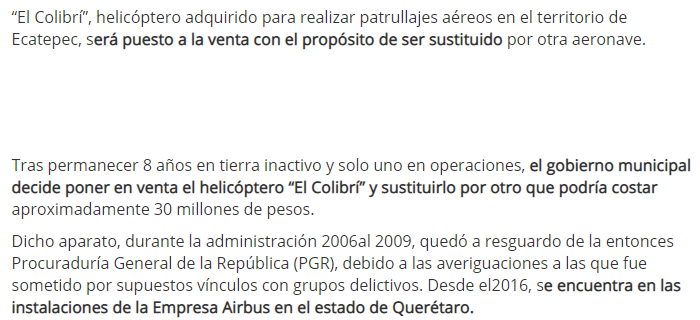 “El Colibrí”, helicóptero adquirido para realizar patrullajes aéreos en el territorio de
Ecatepec, será puesto a la venta con el propósito de ser sustituido por otra aeronave.
Tras permanecer 8 años en tierra inactivo y solo uno en operaciones, el gobierno municipal
decide poner en venta el helicóptero “El Colibrí” y sustituirlo por otro que podría costar
aproximadamente 30 millones de pesos.
Dicho aparato, durante la administración 2006al 2009, quedó a resguardo de la entonces
Procuraduría General de la República (PGR), debido a las averiguaciones a las que fue
sometido por supuestos vínculos con grupos delictivos. Desde el2016, se encuentra en las
instalaciones de la Empresa Airbus en el estado de Querétaro.